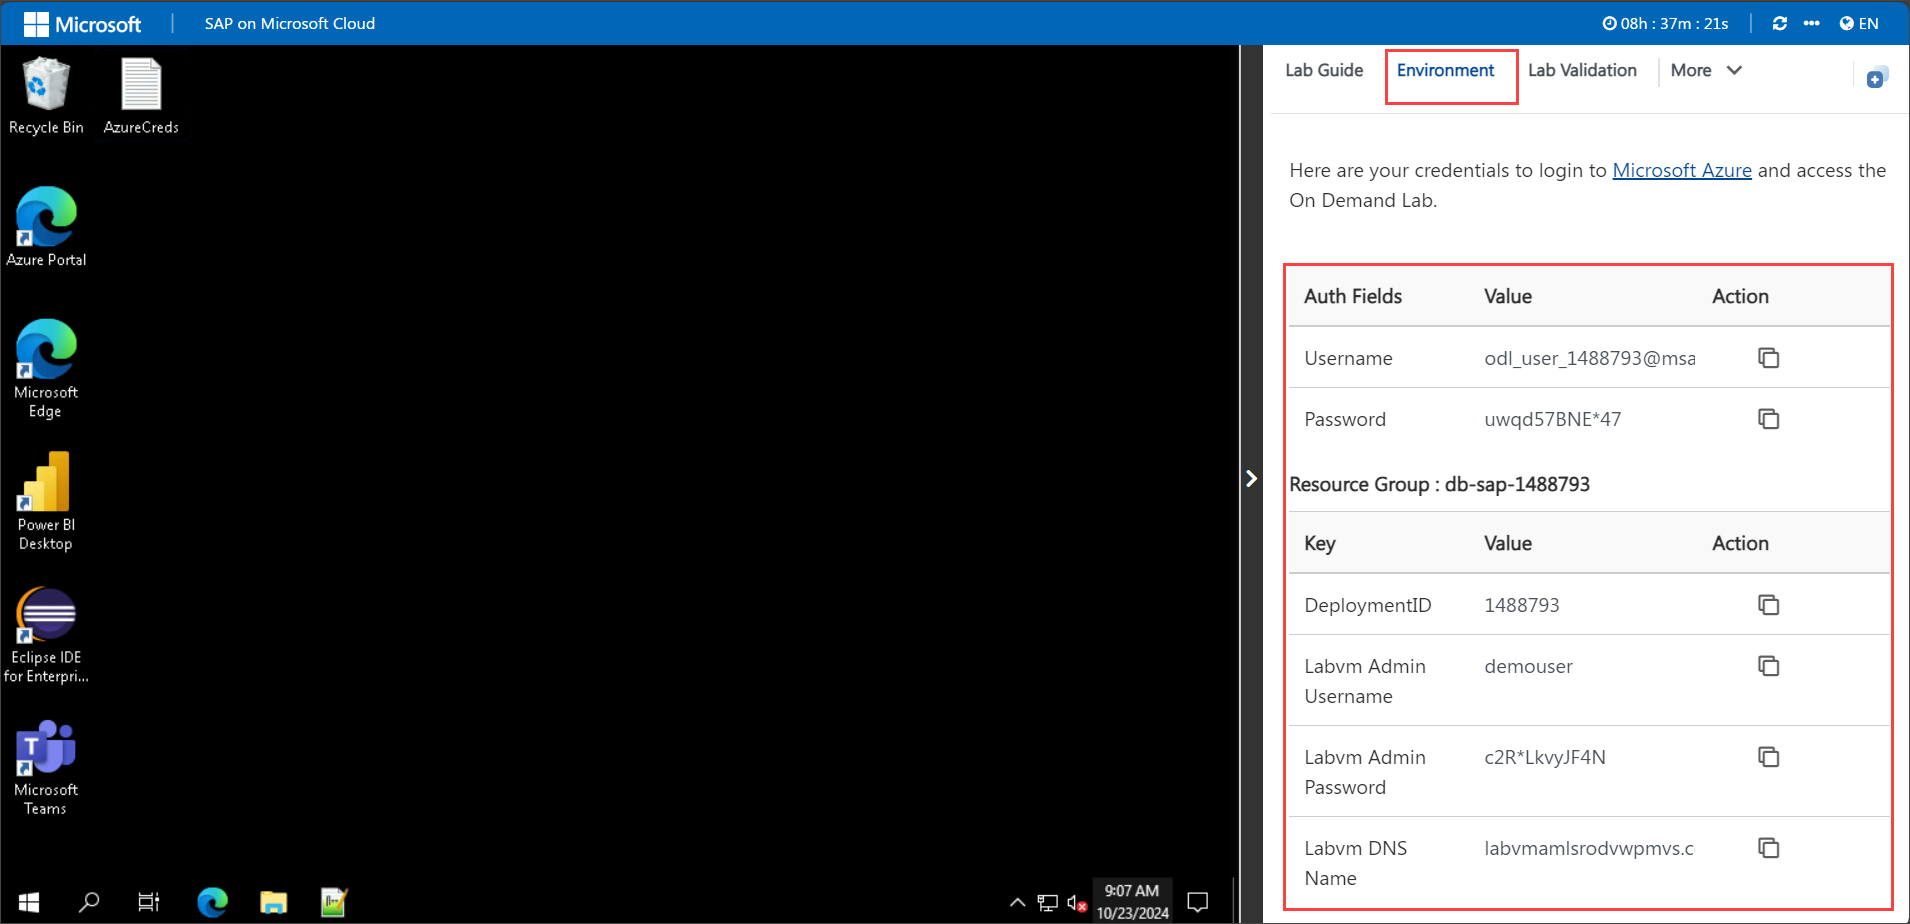 Microsoft
SAP on Microsoft Cloud
08h : 37m : 21s
EN
Recycle Bin
AzureCreds
Azure Portal
Microsoft
Edge
Power BI
Desktop
Eclipse IDE
for Enterpri...
Microsoft
Teams
9:07 AM
10/23/2024
Lab Guide
Environment
Lab Validation
More
Here are your credentials to login to Microsoft Azure and access the
On Demand Lab.
Auth Fields Value Action
Username odl_user_1488793@msa
Password uwqd57BNE*47
Resource Group : db-sap-1488793
Key Value Action
DeploymentID 1488793
Labvm Admin
Username
demouser
Labvm Admin
Password
c2R*LkvyJF4N
Labvm DNS
Name
labvmamlsrodvwpmvs.c